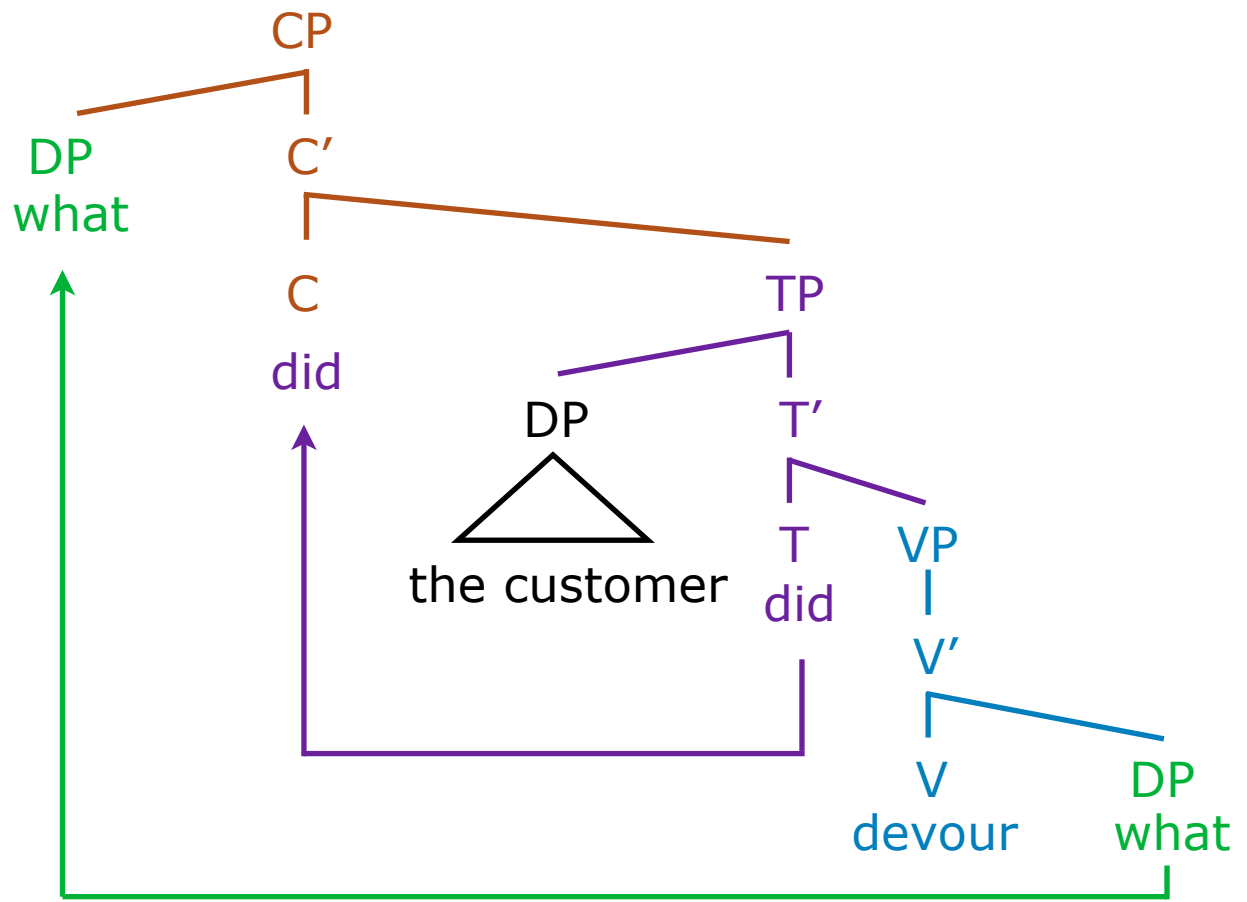 CP
DP
C′
what
C
TP
did
DP
T′
the customer
T
VP
did
V′
V
DP
devour
what